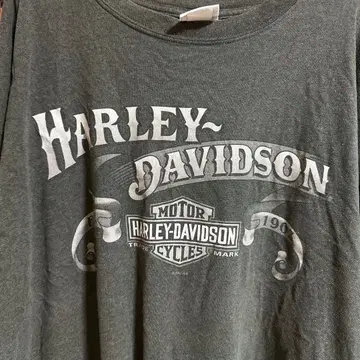 HARLEY~
DAVIDSON
MOTOR
HARLEY-DAVIDSON
CYCLES
TRADE MARK